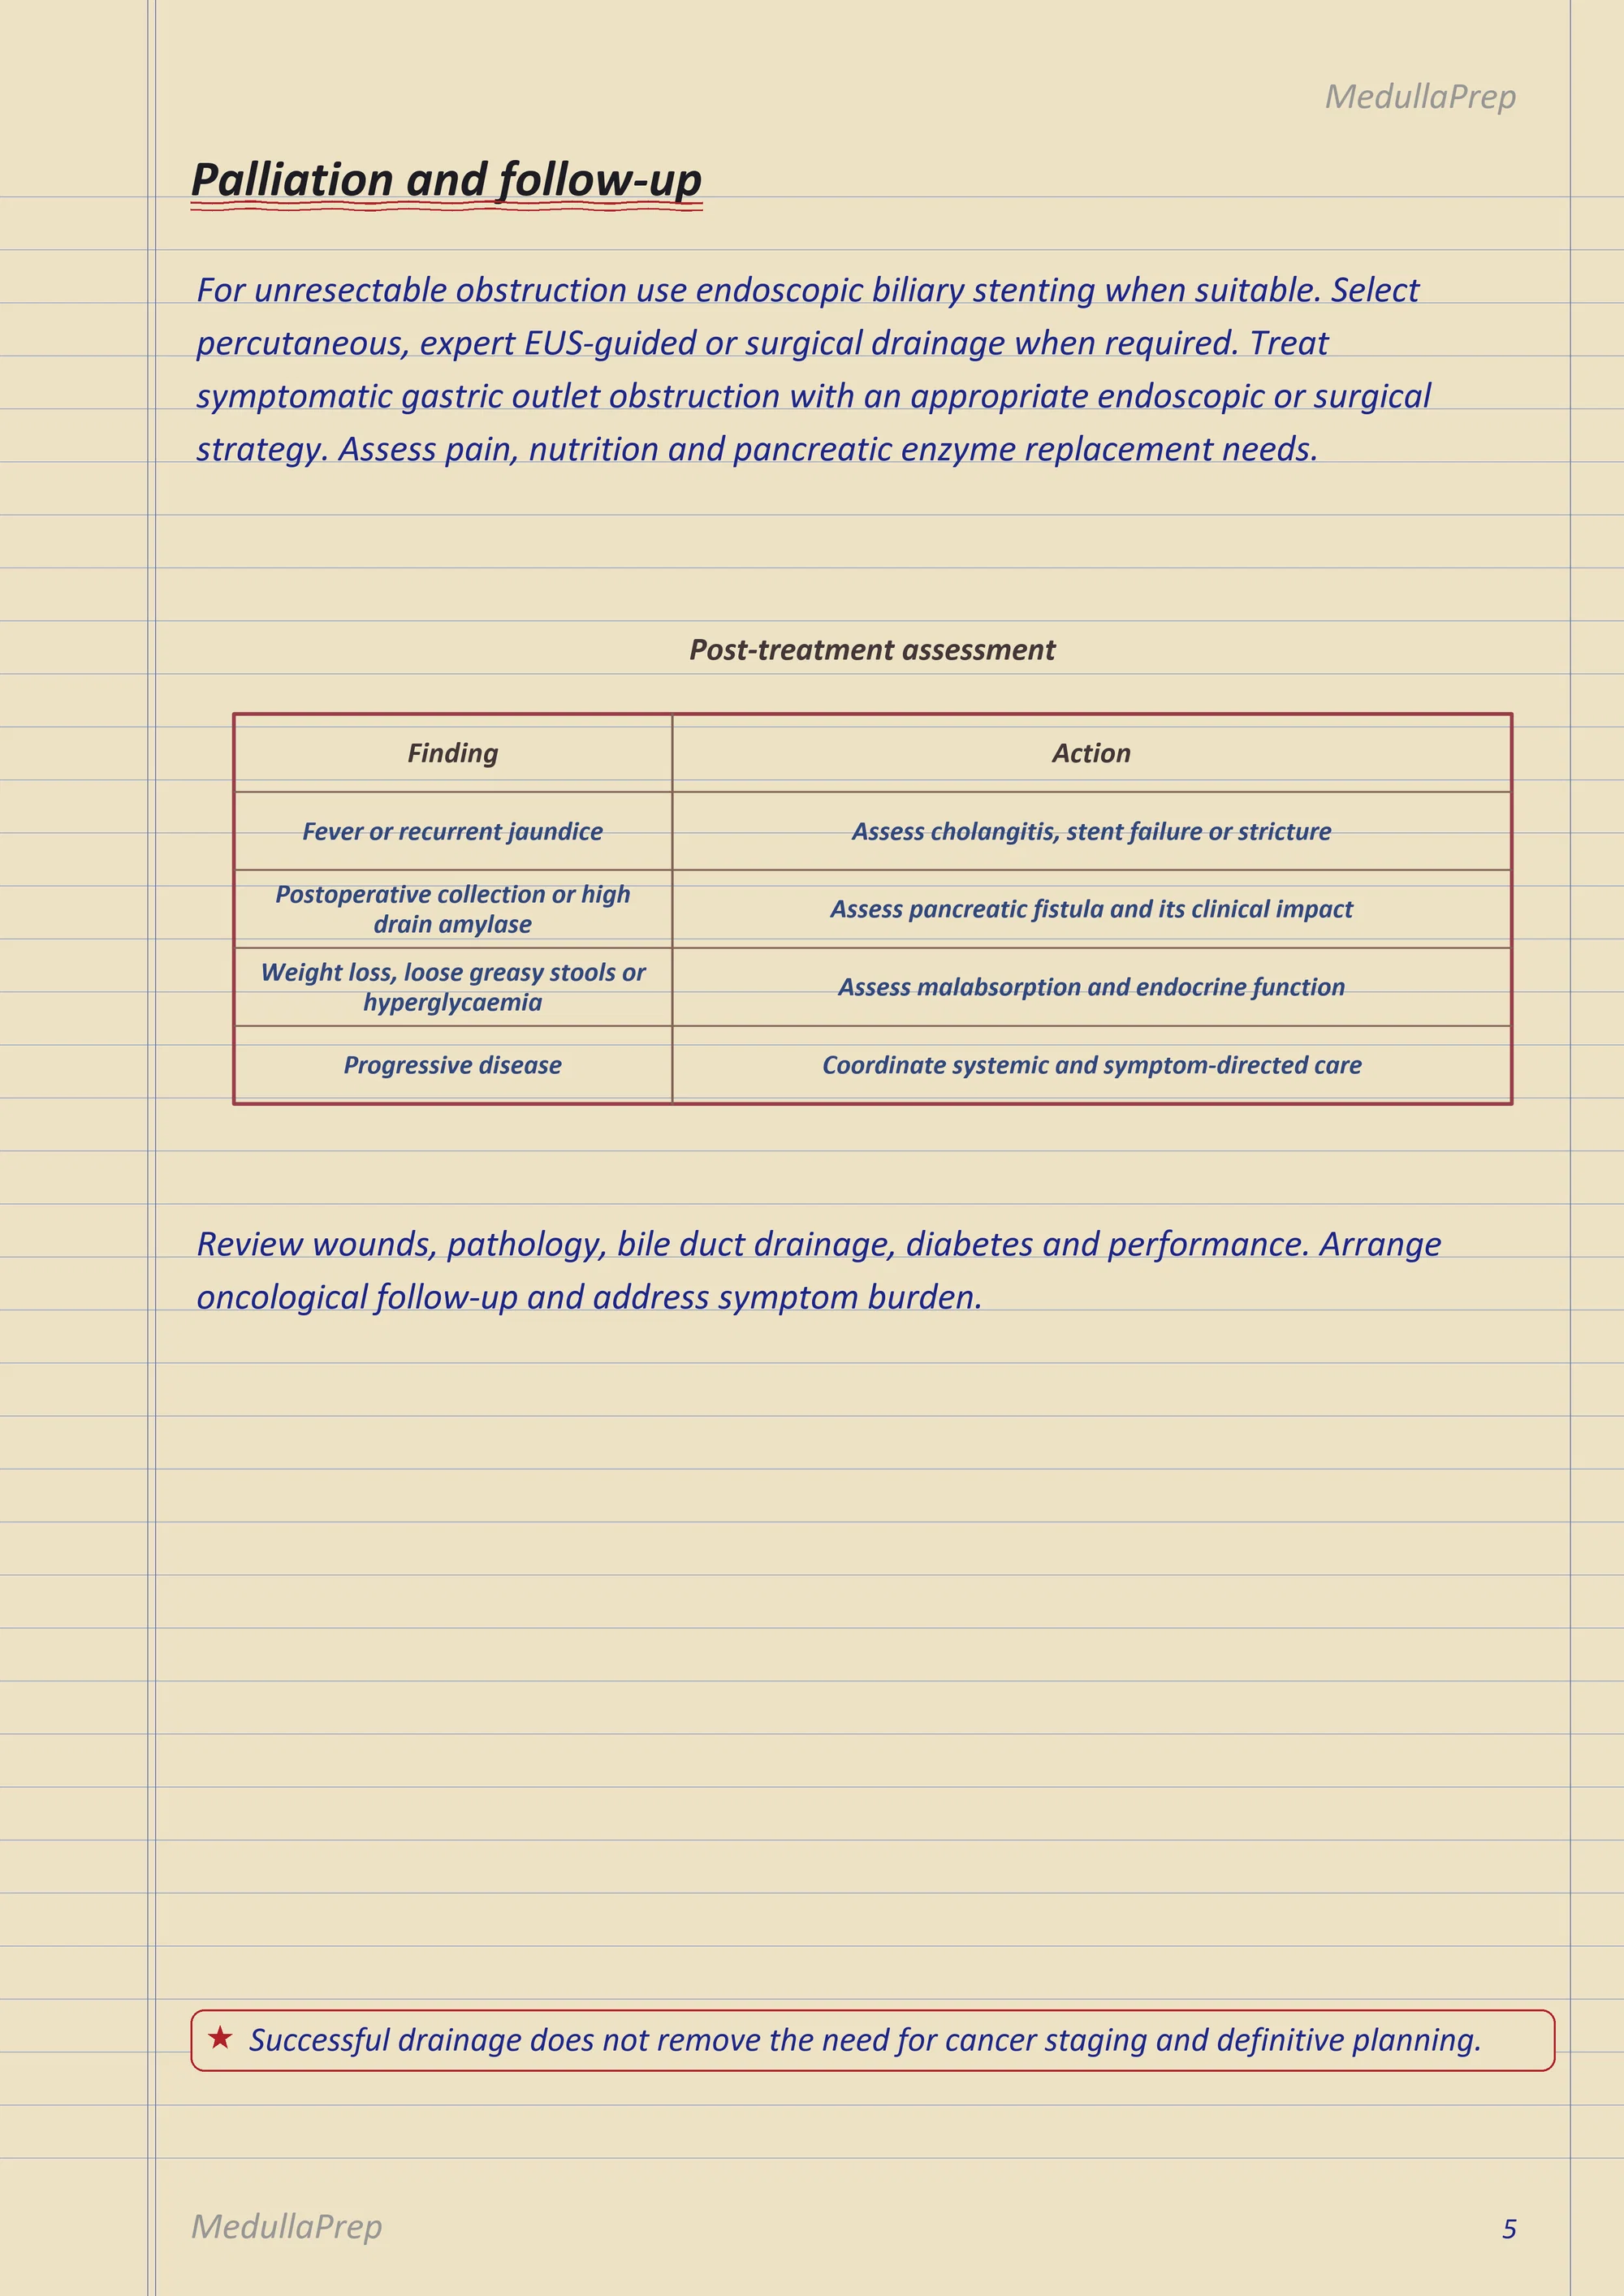 MedullaPrep
Palliation and follow-up
For unresectable obstruction use endoscopic biliary stenting when suitable. Select
percutaneous, expert EUS-guided or surgical drainage when required. Treat
symptomatic gastric outlet obstruction with an appropriate endoscopic or surgical
strategy. Assess pain, nutrition and pancreatic enzyme replacement needs.
Post-treatment assessment
Finding Action
Fever or recurrent jaundice Assess cholangitis, stent failure or stricture
Postoperative collection or high
drain amylase Assess pancreatic fistula and its clinical impact
Weight loss, loose greasy stools or
hyperglycaemia Assess malabsorption and endocrine function
Progressive disease Coordinate systemic and symptom-directed care
Review wounds, pathology, bile duct drainage, diabetes and performance. Arrange
oncological follow-up and address symptom burden.
★ Successful drainage does not remove the need for cancer staging and definitive planning.
MedullaPrep 5